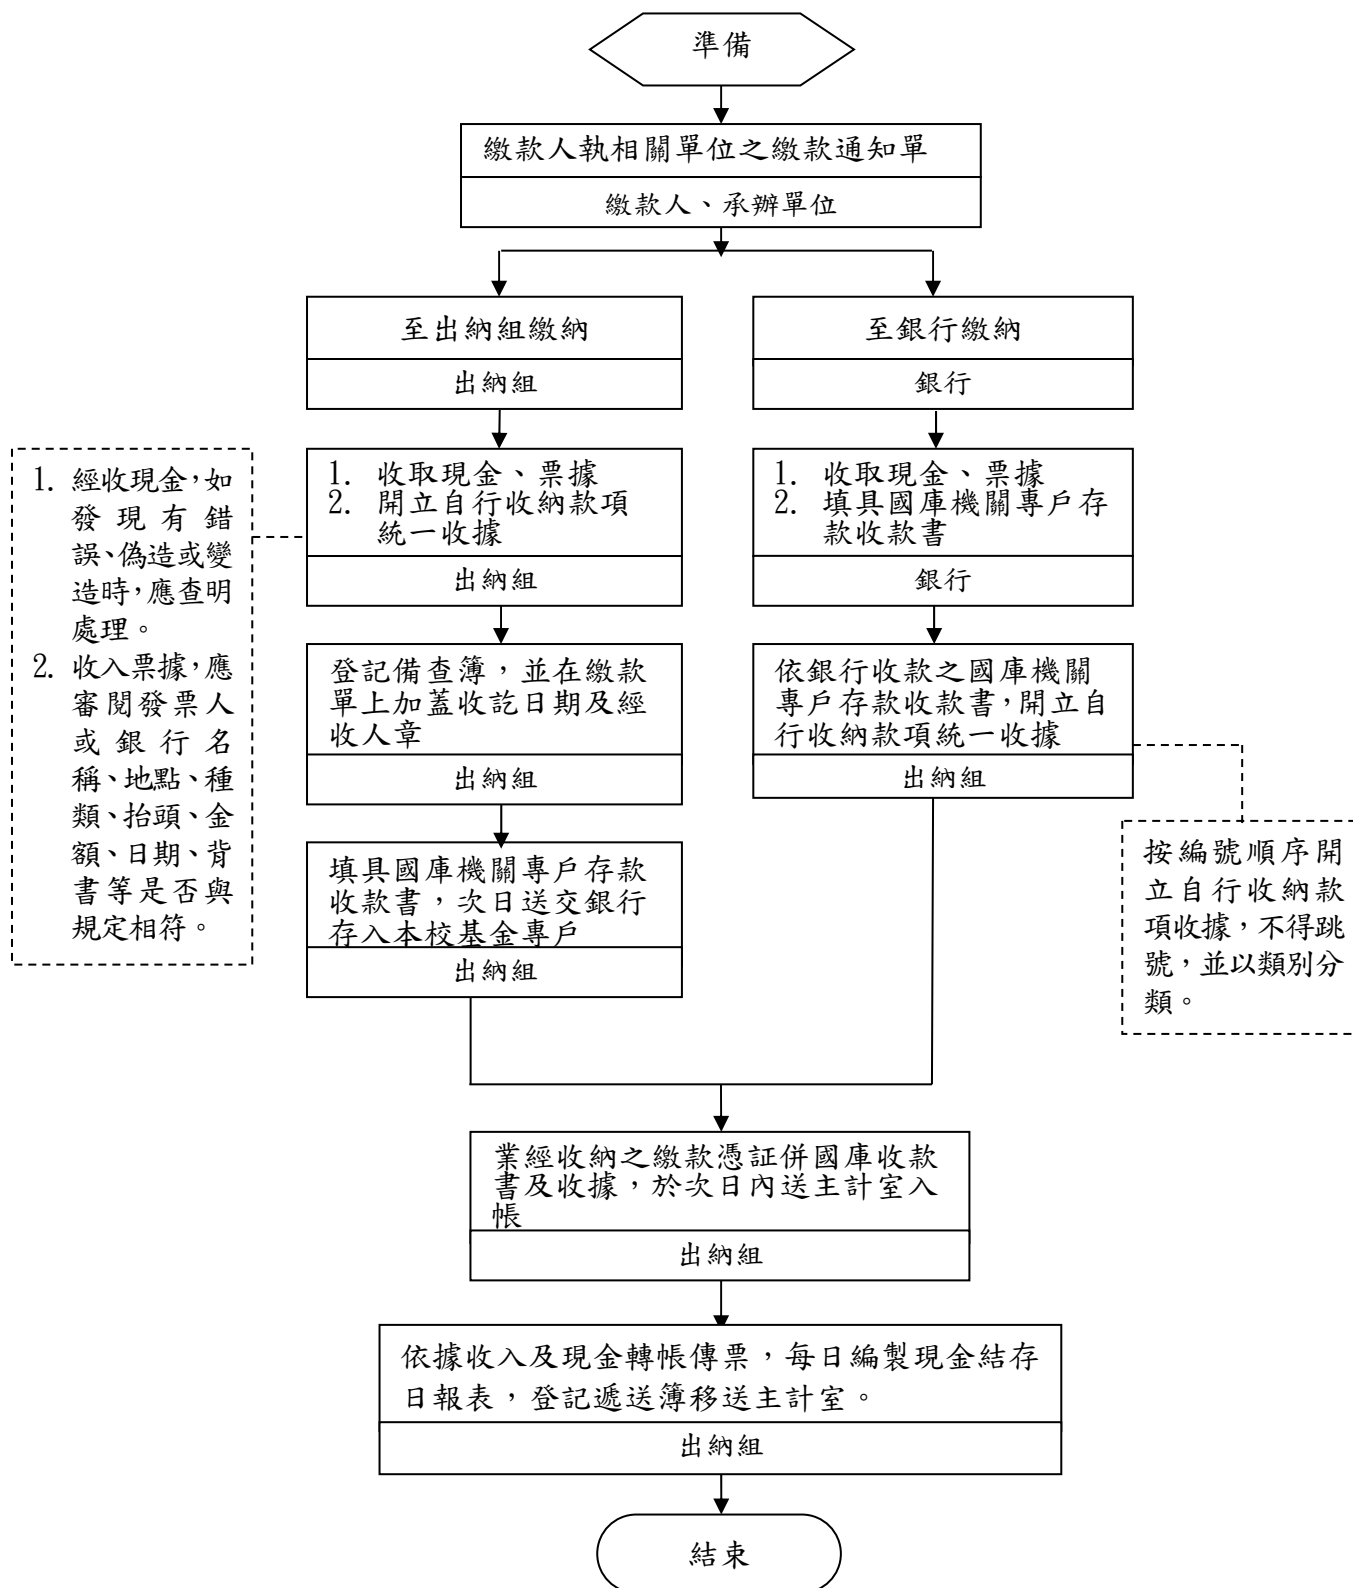 準備
繳款人執相關單位之繳款通知單
繳款人、承辦單位
至出納組繳納
出納組
至銀行繳納
銀行
1. 經收現金，如
發現有錯
誤、偽造或變
造時，應查明
處理。
2. 收入票據，應
審閱發票人
或銀行名
稱、地點、種
類、抬頭、金
額、日期、背
書等是否與
規定相符。
1. 收取現金、票據
2. 開立自行收納款項
統一收據
出納組
1. 收取現金、票據
2. 填具國庫機關專戶存
款收款書
銀行
登記備查簿，並在繳款
單上加蓋收訖日期及經
收人章
出納組
依銀行收款之國庫機關
專戶存款收款書，開立自
行收納款項統一收據
出納組
填具國庫機關專戶存款
收款書，次日送交銀行
存入本校基金專戶
出納組
按編號順序開
立自行收納款
項收據，不得跳
號，並以類別分
類。
業經收納之繳款憑証併國庫收款
書及收據，於次日內送主計室入
帳
出納組
依據收入及現金轉帳傳票，每日編製現金結存
日報表，登記遞送簿移送主計室。
出納組
結束